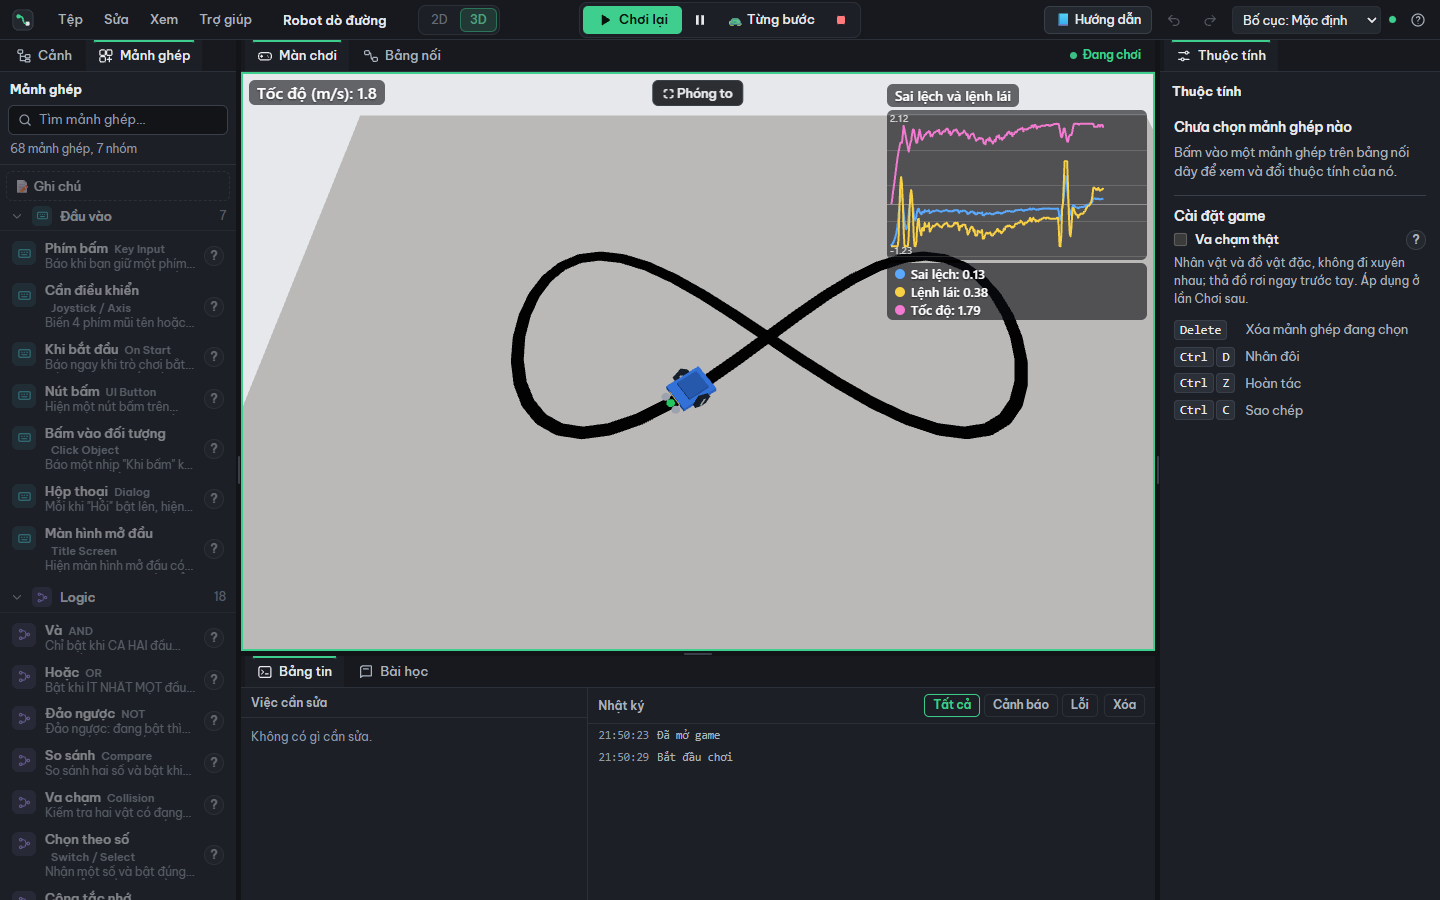 Tệp Sửa Xem Trợ giúp Robot dò đường 2D 3D Chơi lại Từng bước Hướng dẫn Bố cục: Mặc định
Cảnh Mảnh ghép
Mảnh ghép
Tìm mảnh ghép...
68 mảnh ghép, 7 nhóm
Ghi chú
Đầu vào 7
Phím bấm Key Input
Báo khi bạn giữ một phím...
Cần điều khiển
Joystick / Axis
Biến 4 phím mũi tên hoặc...
Khi bắt đầu On Start
Báo ngay khi trò chơi bắt...
Nút bấm UI Button
Hiện một nút bấm trên...
Bấm vào đối tượng
Click Object
Báo một nhịp "Khi bấm" k...
Hộp thoại Dialog
Mỗi khi "Hỏi" bật lên, hiện...
Màn hình mở đầu
Title Screen
Hiện màn hình mở đầu có...
Logic 18
Và AND
Chỉ bật khi CẢ HAI đầu...
Hoặc OR
Bật khi ÍT NHẤT MỘT đầu...
Đảo ngược NOT
Đảo ngược: đang bật thì...
So sánh Compare
So sánh hai số và bật khi...
Va chạm Collision
Kiểm tra hai vật có đang...
Chọn theo số
Switch / Select
Nhận một số và bật đúng...
Công tắc nhớ
Màn chơi Bảng nối Đang chơi
Tốc độ (m/s): 1.8
Phóng to
Sai lệch và lệnh lái
2.12
-1.23
Sai lệch: 0.13
Lệnh lái: 0.38
Tốc độ: 1.79
Bảng tin Bài học
Việc cần sửa
Không có gì cần sửa.
Nhật ký Tất cả Cảnh báo Lỗi Xóa
21:50:23 Đã mở game
21:50:29 Bắt đầu chơi
Thuộc tính
Thuộc tính
Chưa chọn mảnh ghép nào
Bấm vào một mảnh ghép trên bảng nối
dây để xem và đổi thuộc tính của nó.
Cài đặt game
Va chạm thật ?
Nhân vật và đồ vật đặc, không đi xuyên
nhau; thả đồ rơi ngay trước tay. Áp dụng ở
lần Chơi sau.
Delete Xóa mảnh ghép đang chọn
Ctrl D Nhân đôi
Ctrl Z Hoàn tác
Ctrl C Sao chép